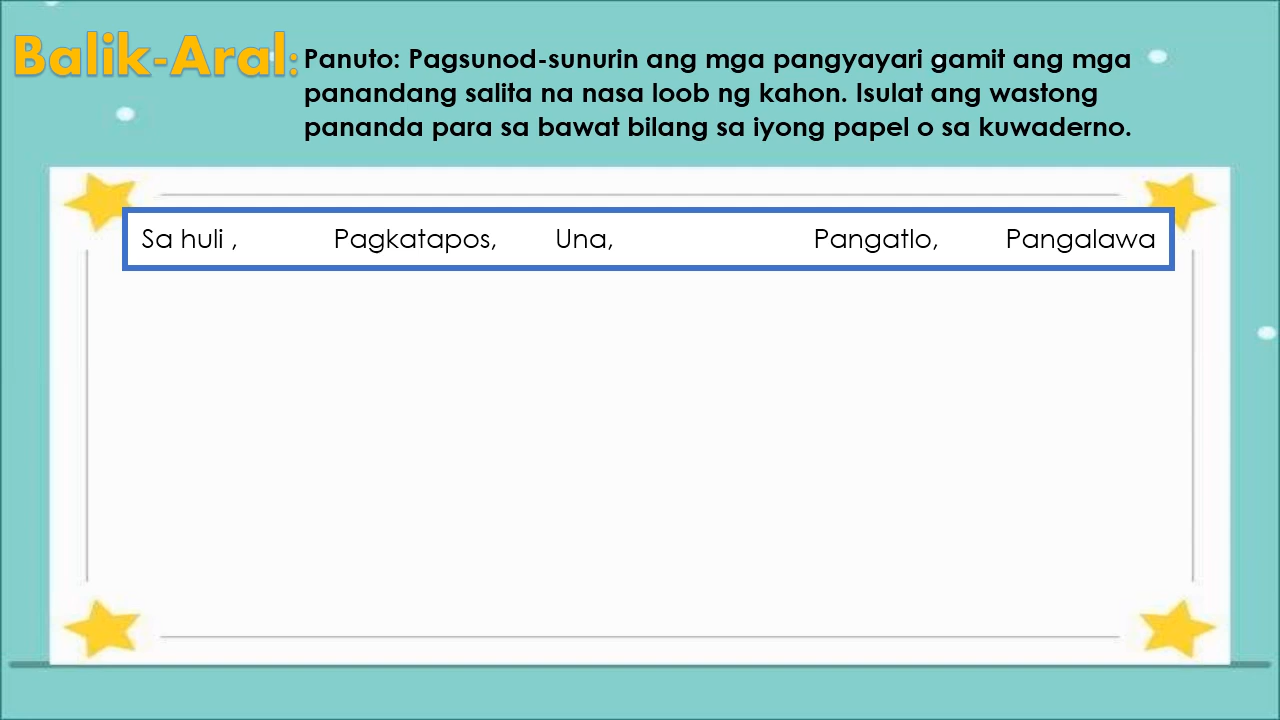 Balik-Aral:
Panuto: Pagsunod-sunurin ang mga pangyayari gamit ang mga
panandang salita na nasa loob ng kahon. Isulat ang wastong
pananda para sa bawat bilang sa iyong papel o sa kuwaderno.
Sa huli , Pagkatapos, Una, Pangatlo, Pangalawa